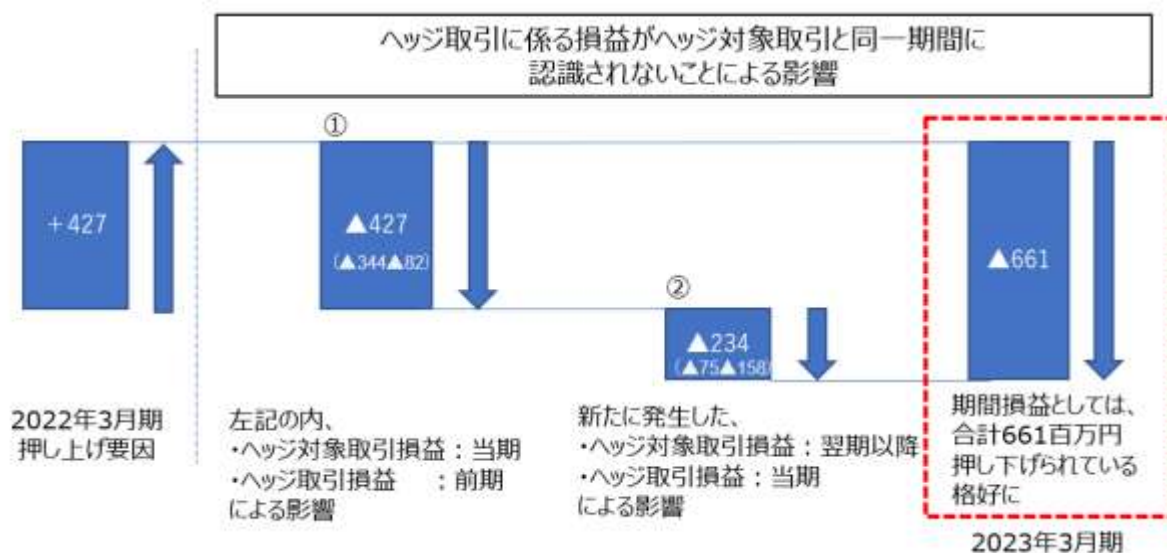 ヘッジ取引に係る損益がヘッジ対象取引と同一期間に
認識されないことによる影響
①
+427
▲427
(▲344▲82)
②
▲234
(▲75▲158)
▲661
2022年3月期
押し上げ要因
左記の内、
・ヘッジ対象取引損益:当期
・ヘッジ取引損益 :前期
による影響
新たに発生した、
・ヘッジ対象取引損益:翌期以降
・ヘッジ取引損益 :当期
による影響
期間損益としては、
合計661百万円
押し下げられている
格好に
2023年3月期